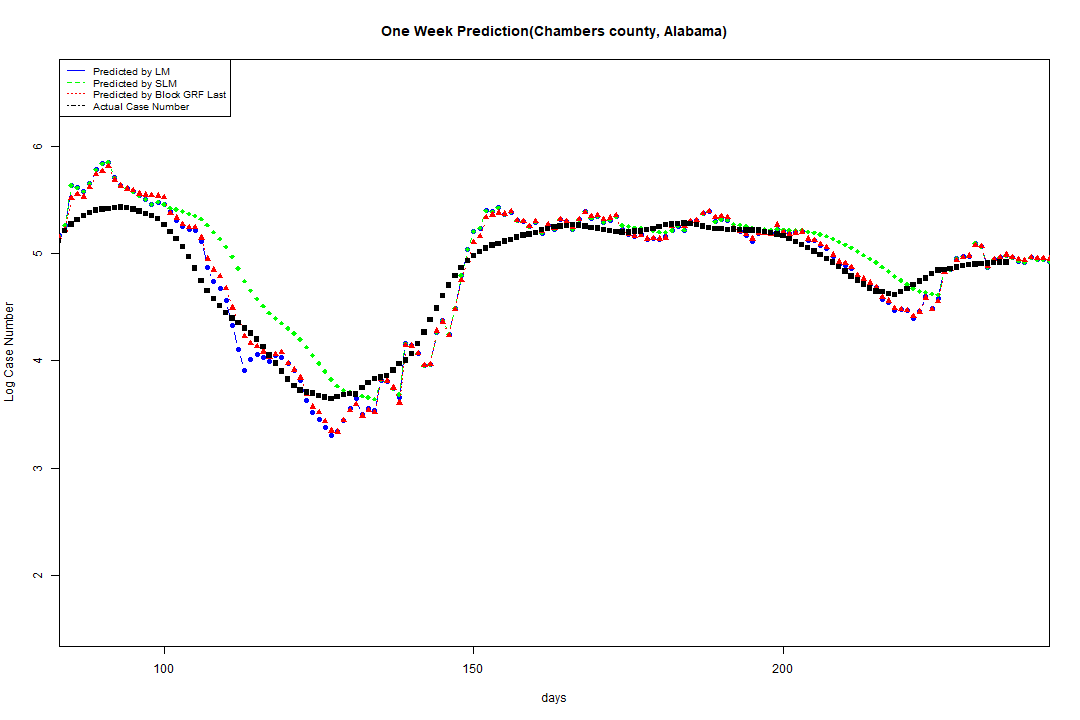 One Week Prediction(Chambers county, Alabama)
Predicted by LM
Predicted by SLM
Predicted by Block GRF Last
Actual Case Number
6
5
4
3
2
Log Case Number
100 150 200
days